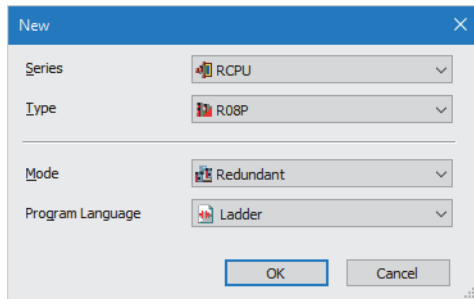 New
Series RCPU
Type R08P
Mode Redundant
Program Language Ladder
OK Cancel